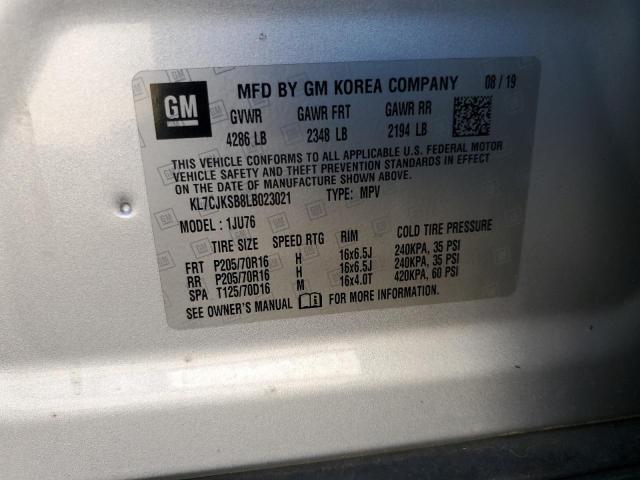 GM MFD BY GM KOREA COMPANY 08 / 19
GVWR GAWR FRT GAWR RR
4286 LB 2348 LB 2194 LB
THIS VEHICLE CONFORMS TO ALL APPLICABLE U.S. FEDERAL MOTOR
VEHICLE SAFETY AND THEFT PREVENTION STANDARDS IN EFFECT
ON THE DATE OF MANUFACTURE SHOWN ABOVE.
KL7CJKSB8LB023021 TYPE: MPV
MODEL : 1JU76
TIRE SIZE SPEED RTG RIM COLD TIRE PRESSURE
FRT P205/70R16 H 16x6.5J 240KPA, 35 PSI
RR P205/70R16 H 16x6.5J 240KPA, 35 PSI
SPA T125/70D16 M 16x4.0T 420KPA, 60 PSI
SEE OWNER'S MANUAL FOR MORE INFORMATION.